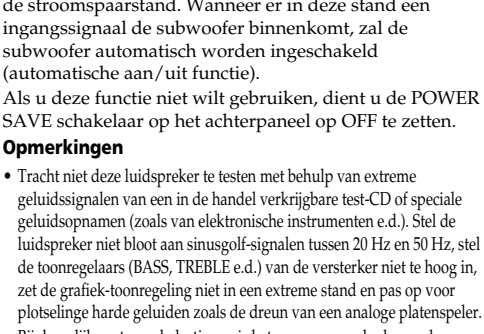 de stroomspaarstand. Wanneer er in deze stand een
ingangssignaal de subwoofer binnenkomt, zal de
subwoofer automatisch worden ingeschakeld
(automatische aan/uit functie).
Als u deze functie niet wilt gebruiken, dient u de POWER
SAVE schakelaar op het achterpaneel op OFF te zetten.
Opmerkingen
• Tracht niet deze luidspreker te testen met behulp van extreme
geluidssignalen van een in de handel verkrijgbare test-CD of speciale
geluidsopnamen (zoals van elektronische instrumenten e.d.). Stel de
luidspreker niet bloot aan sinusgolf-signalen tussen 20 Hz en 50 Hz, stel
de toonregelaars (BASS, TREBLE e.d.) van de versterker niet te hoog in,
zet de grafiek-toonregeling niet in een extreme stand en pas op voor
plotselinge harde geluiden zoals de dreun van een analoge platenspeler.